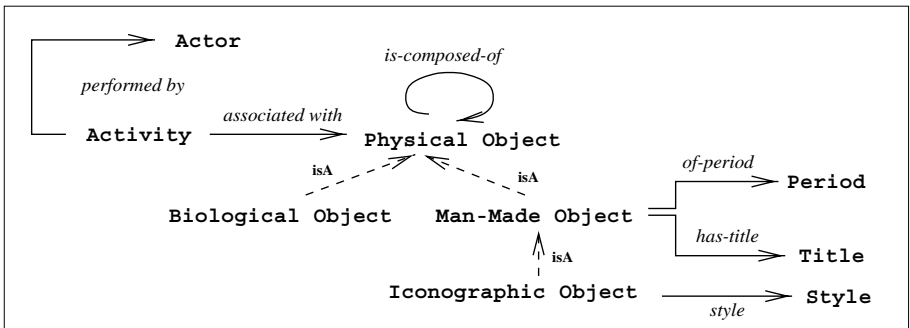 Actor
is-composed-of
performed by
associated with
Activity
Physical Object
isA
isA
of-period
Period
Biological Object
Man-Made Object
has-title
isA
Title
Iconographic Object
Style
style